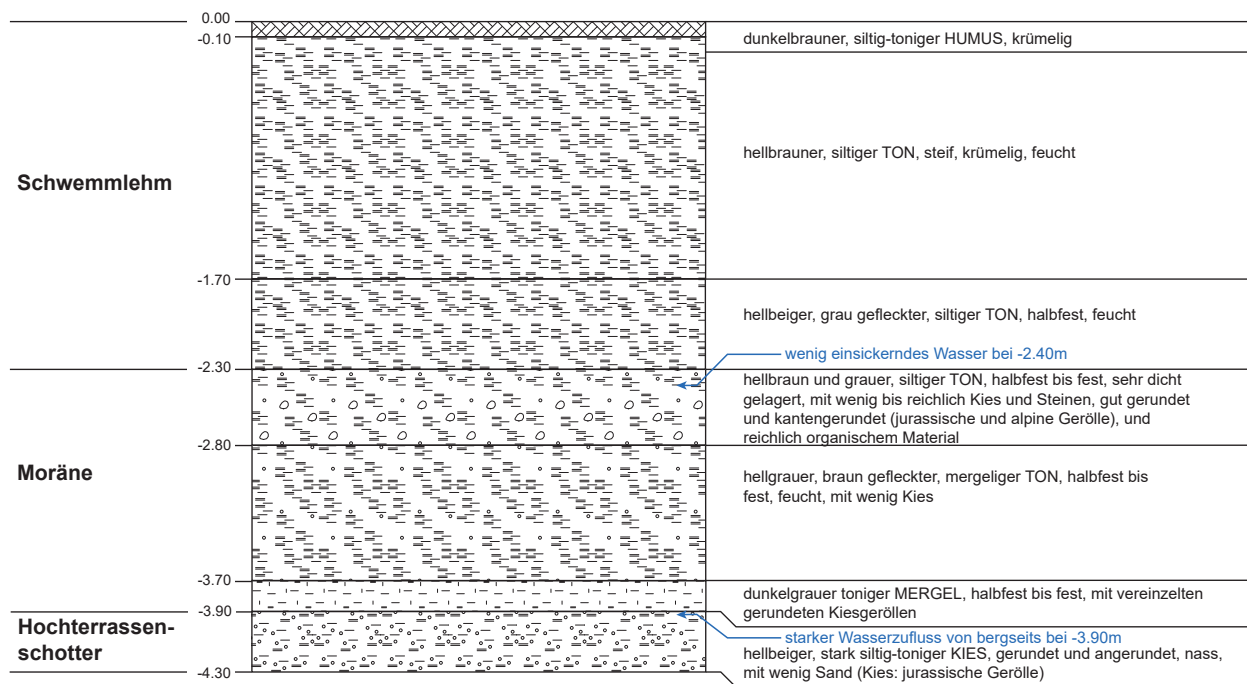 0.00
-0.10
dunkelbrauner, siltig-toniger HUMUS, krümelig
hellbrauner, siltiger TON, steif, krümelig, feucht
Schwemmlehm
-1.70
hellbeiger, grau gefleckter, siltiger TON, halbfest, feucht
wenig einsickerndes Wasser bei -2.40m
-2.30
hellbraun und grauer, siltiger TON, halbfest bis fest, sehr dicht
gelagert, mit wenig bis reichlich Kies und Steinen, gut gerundet
und kantengerundet (jurassische und alpine Gerölle), und
reichlich organischem Material
-2.80
Moräne
hellgrauer, braun gefleckter, mergeliger TON, halbfest bis
fest, feucht, mit wenig Kies
-3.70
dunkelgrauer toniger MERGEL, halbfest bis fest, mit vereinzelten
gerundeten Kiesgeröllen
-3.90
Hochterrassen-
schotter
starker Wasserzufluss von bergseits bei -3.90m
hellbeiger, stark siltig-toniger KIES, gerundet und angerundet, nass,
mit wenig Sand (Kies: jurassische Gerölle)
-4.30